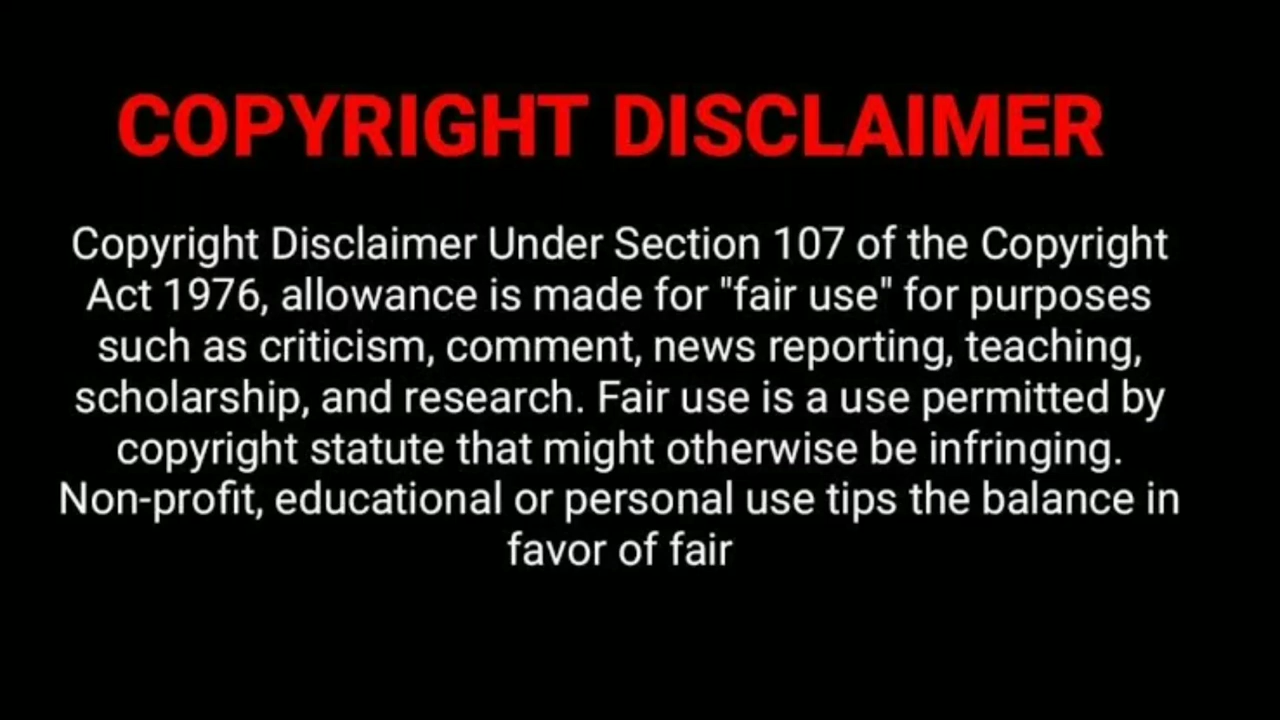 COPYRIGHT DISCLAIMER
Copyright Disclaimer Under Section 107 of the Copyright
Act 1976, allowance is made for "fair use" for purposes
such as criticism, comment, news reporting, teaching,
scholarship, and research. Fair use is a use permitted by
copyright statute that might otherwise be infringing.
Non-profit, educational or personal use tips the balance in
favor of fair